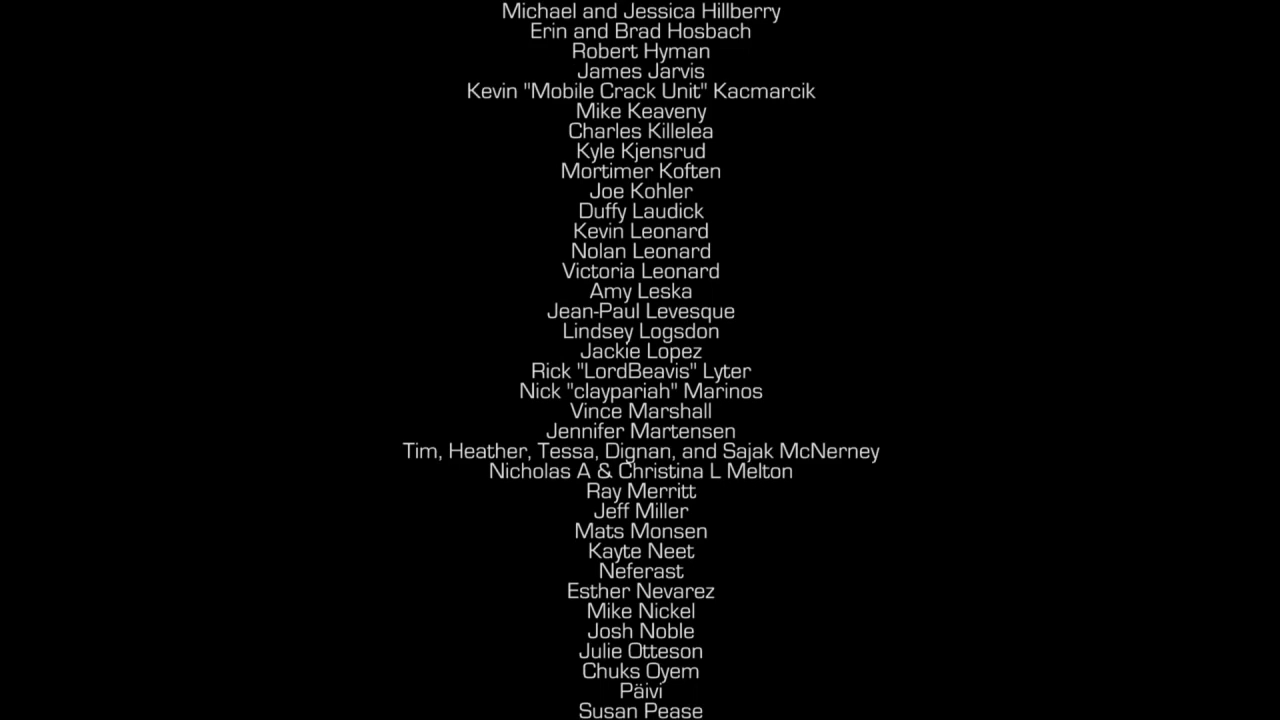 Michael and Jessica Hillberry
Erin and Brad Hosbach
Robert Hyman
James Jarvis
Kevin "Mobile Crack Unit" Kacmarcik
Mike Keaveny
Charles Killelea
Kyle Kjensrud
Mortimer Koften
Joe Kohler
Duffy Laudick
Kevin Leonard
Nolan Leonard
Victoria Leonard
Amy Leska
Jean-Paul Levesque
Lindsey Logsdon
Jackie Lopez
Rick "LordBeavis" Lyter
Nick "claypariah" Marinos
Vince Marshall
Jennifer Martensen
Tim, Heather, Tessa, Dignan, and Sajak McNerney
Nicholas A & Christina L Melton
Ray Merritt
Jeff Miller
Mats Monsen
Kayte Neet
Neferast
Esther Nevarez
Mike Nickel
Josh Noble
Julie Otteson
Chuks Oyem
Päivi
Susan Pease